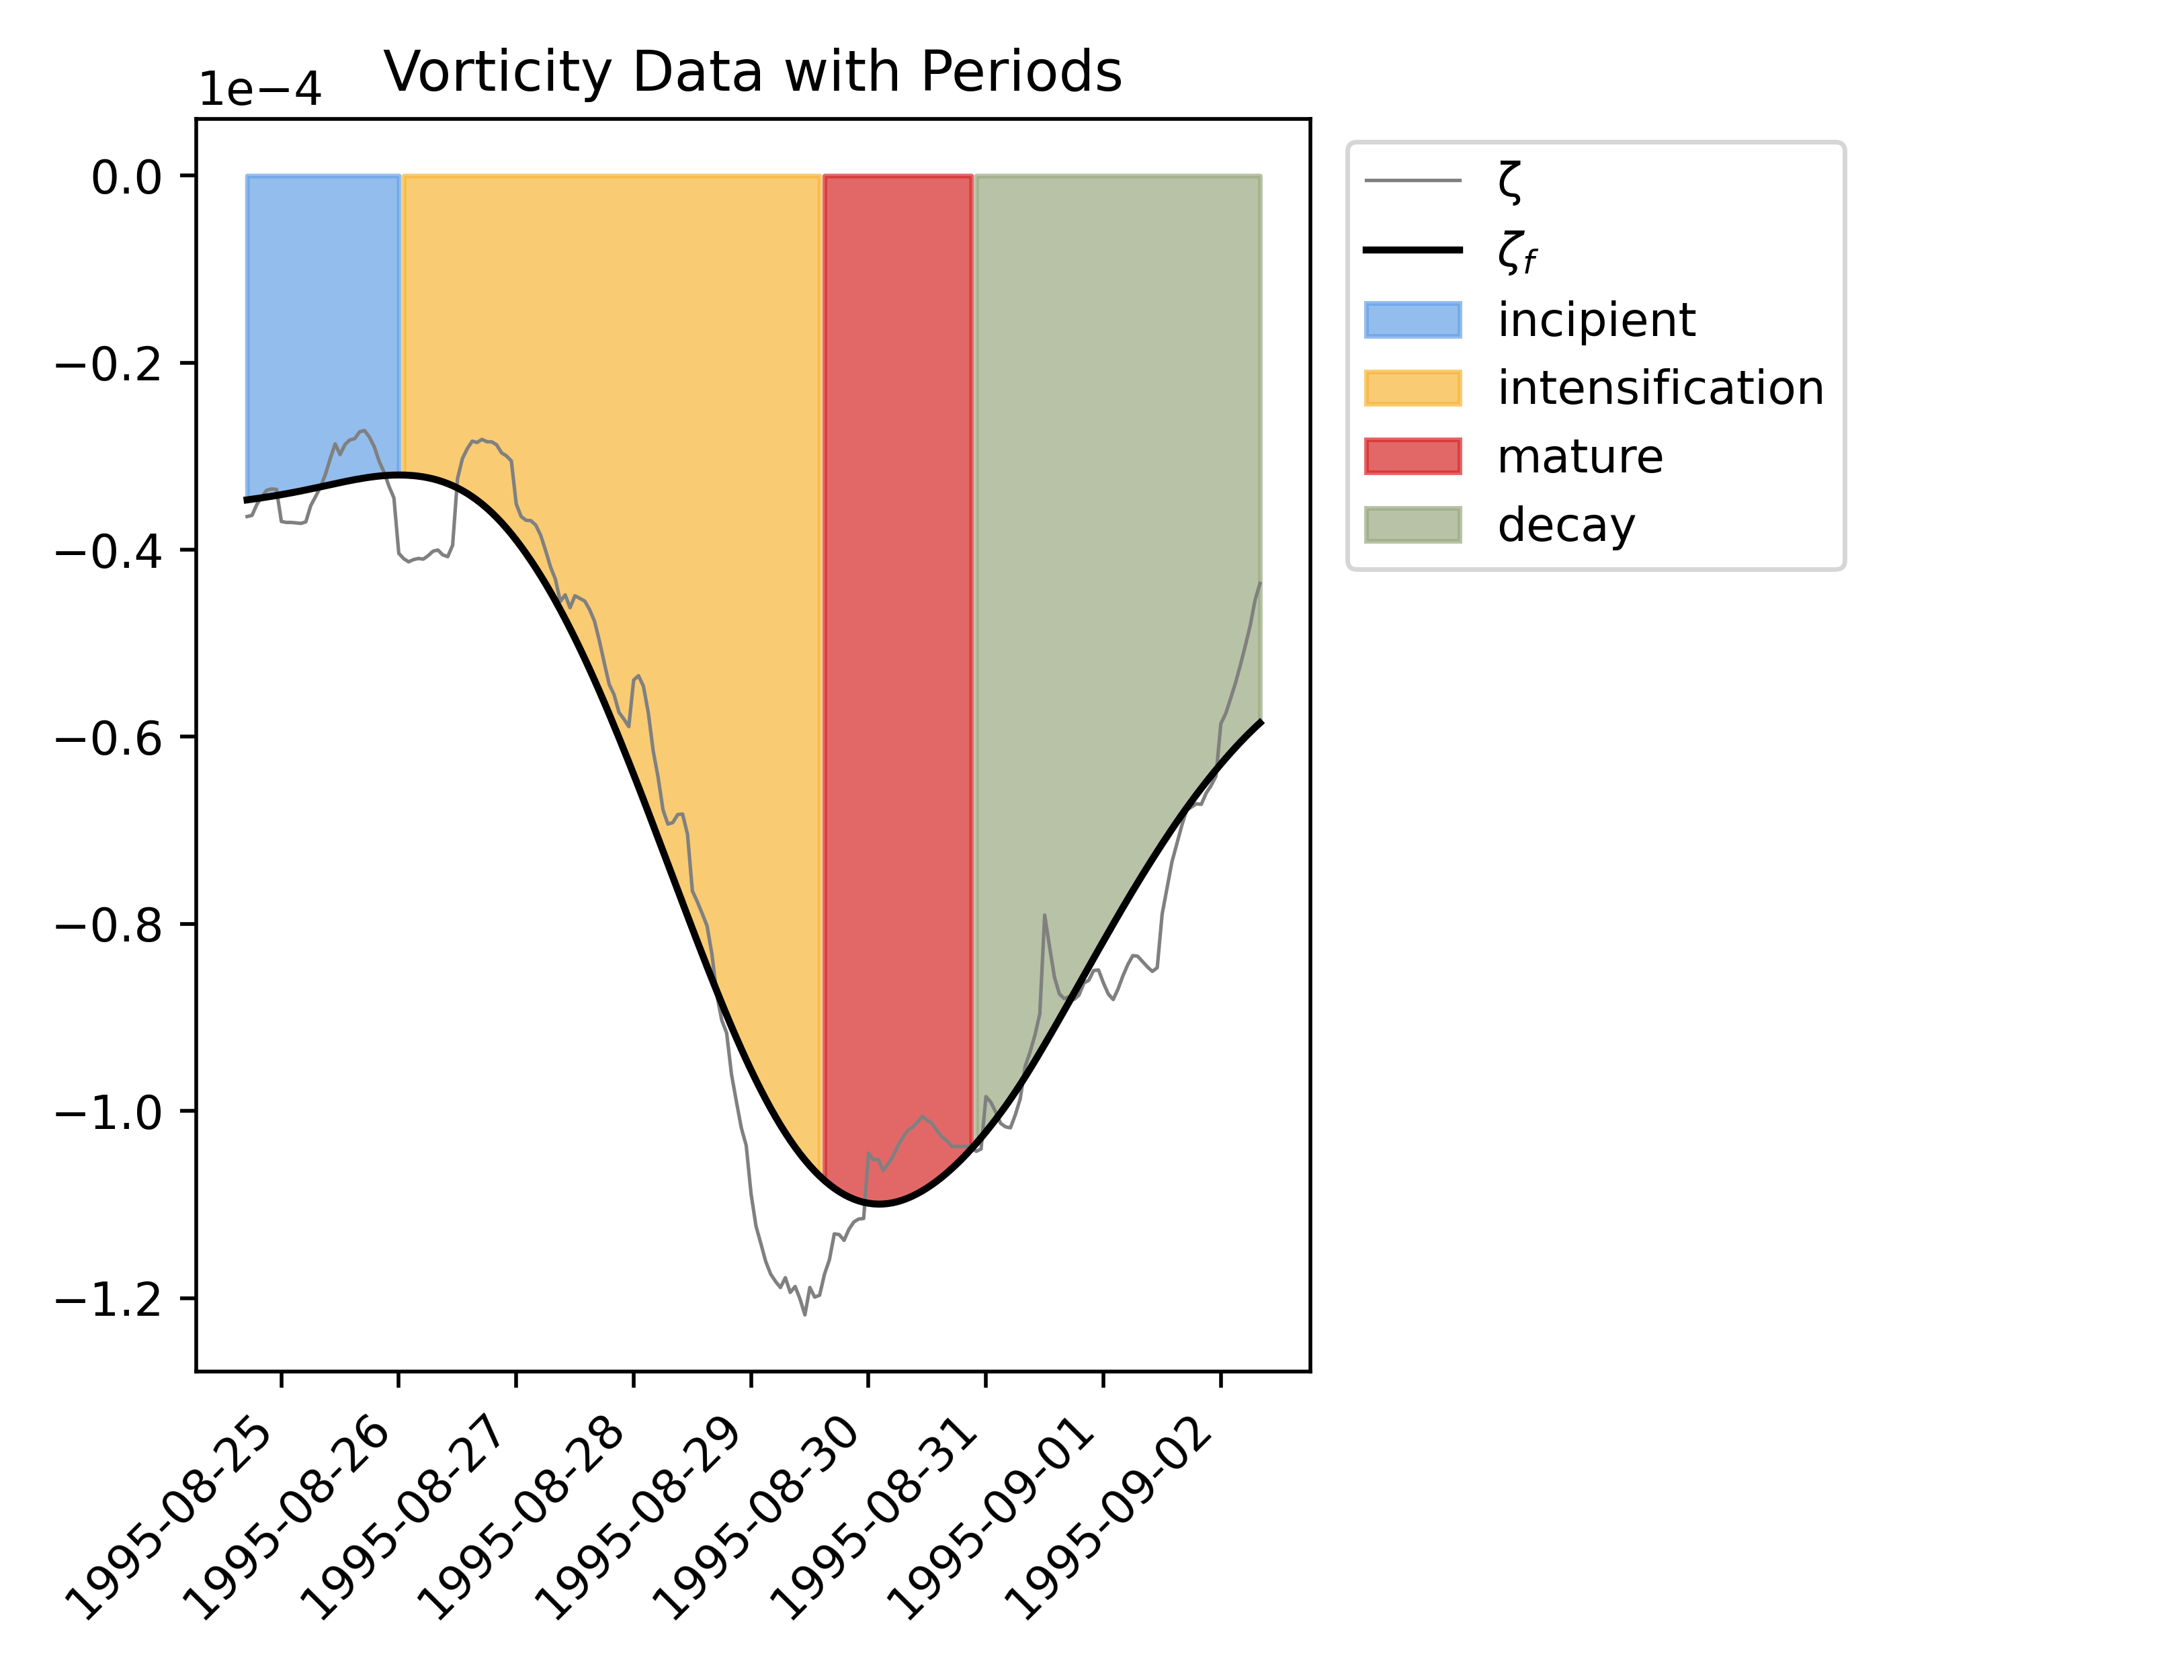 Vorticity Data with Periods
1e−4
0.0
−0.2
−0.4
−0.6
−0.8
−1.0
−1.2
1995-08-25
1995-08-26
1995-08-27
1995-08-28
1995-08-29
1995-08-30
1995-08-31
1995-09-01
1995-09-02
ζ
ζf
incipient
intensification
mature
decay